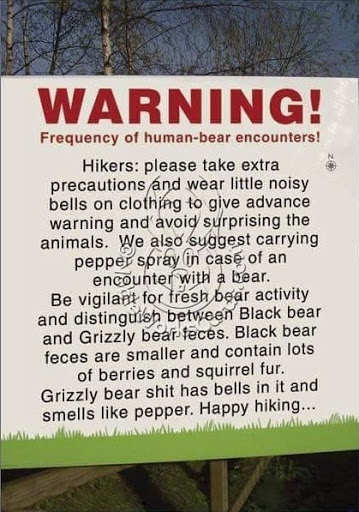 WARNING!
Frequency of human-bear encounters!
N
Hikers: please take extra
precautions and wear little noisy
bells on clothing to give advance
warning and avoid surprising the
animals. We also suggest carrying
pepper spray in case of an
encounter with a bear.
Be vigilant for fresh bear activity
and distinguish between Black bear
and Grizzly bear feces. Black bear
feces are smaller and contain lots
of berries and squirrel fur.
Grizzly bear shit has bells in it and
smells like pepper. Happy hiking...